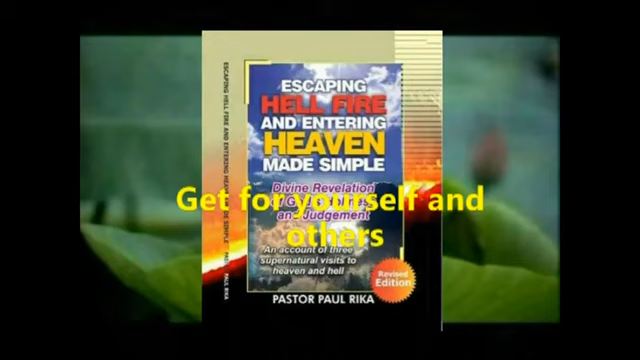 ESCAPING
HELL FIRE
AND ENTERING
HEAVEN
MADE SIMPLE
Divine Revelation
and Judgement
Get for yourself and
others
An account of three
supernatural visits to
heaven and hell
Revised
Edition
PASTOR PAUL RIKA
ESCAPING HELL FIRE AND ENTERING HEAVEN MADE SIMPLE PAUL RIKA